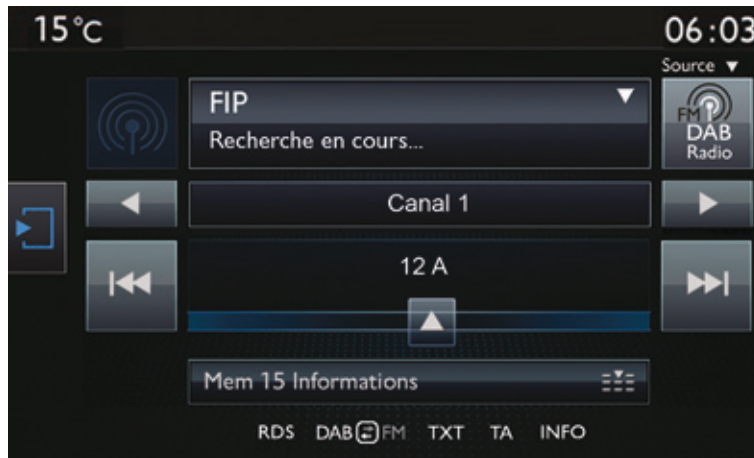 15°C
06:03
Source
FIP
Recherche en cours...
FM
DAB
Radio
Canal 1
12 A
Mem 15 Informations
RDS DAB FM TXT TA INFO